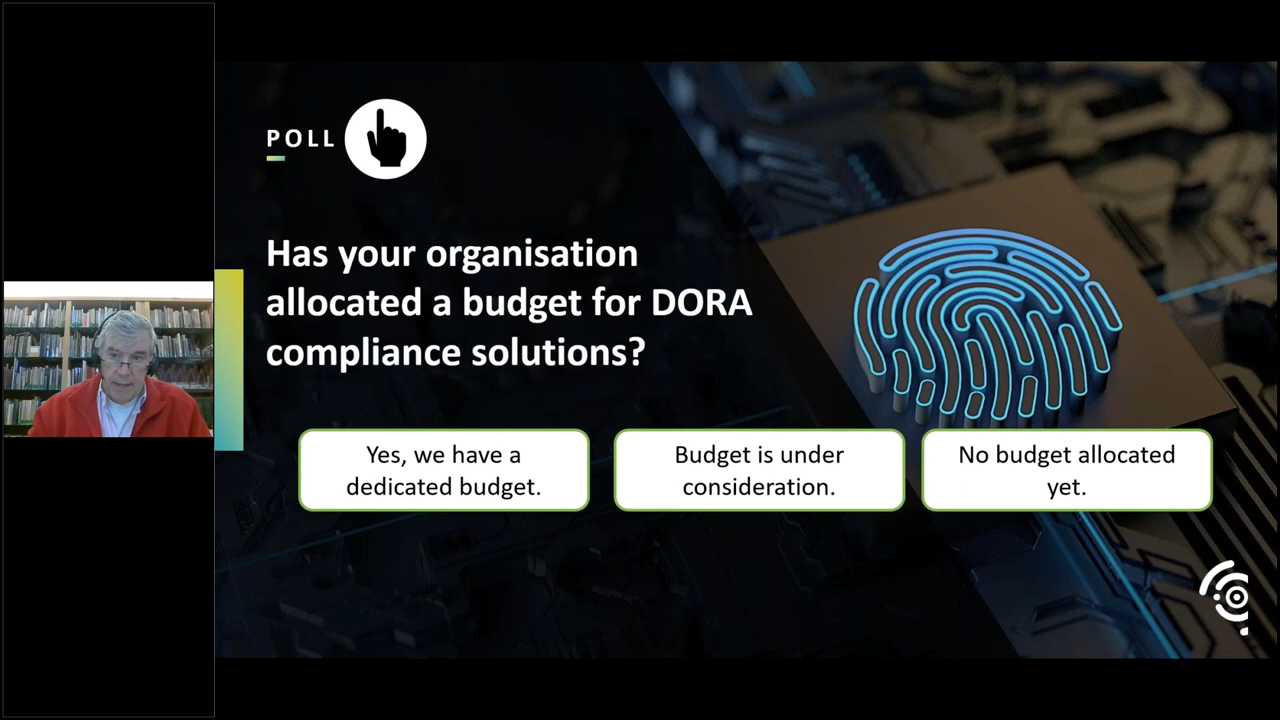 POLL
Has your organisation
allocated a budget for DORA
compliance solutions?
Yes, we have a
dedicated budget.
Budget is under
consideration.
No budget allocated
yet.